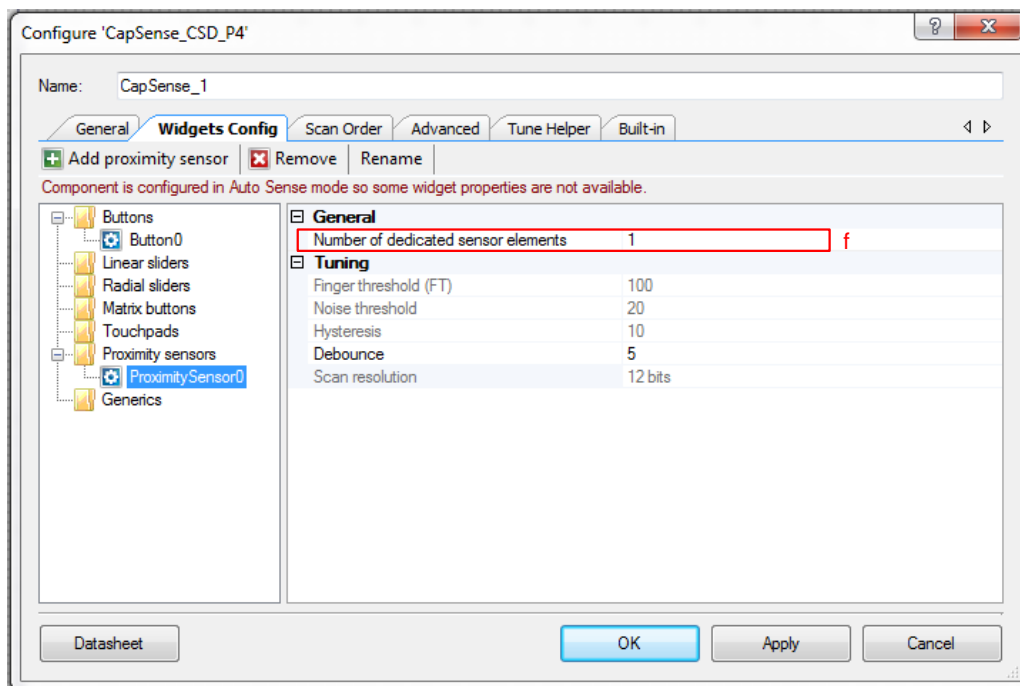 Configure 'CapSense_CSD_P4'
Name: CapSense_1
General Widgets Config Scan Order Advanced Tune Helper Built-in
Add proximity sensor Remove Rename
Component is configured in Auto Sense mode so some widget properties are not available.
Buttons
Button0
Linear sliders
Radial sliders
Matrix buttons
Touchpads
Proximity sensors
ProximitySensor0
Generics
General
Number of dedicated sensor elements 1 f
Tuning
Finger threshold (FT) 100
Noise threshold 20
Hysteresis 10
Debounce 5
Scan resolution 12 bits
Datasheet OK Apply Cancel